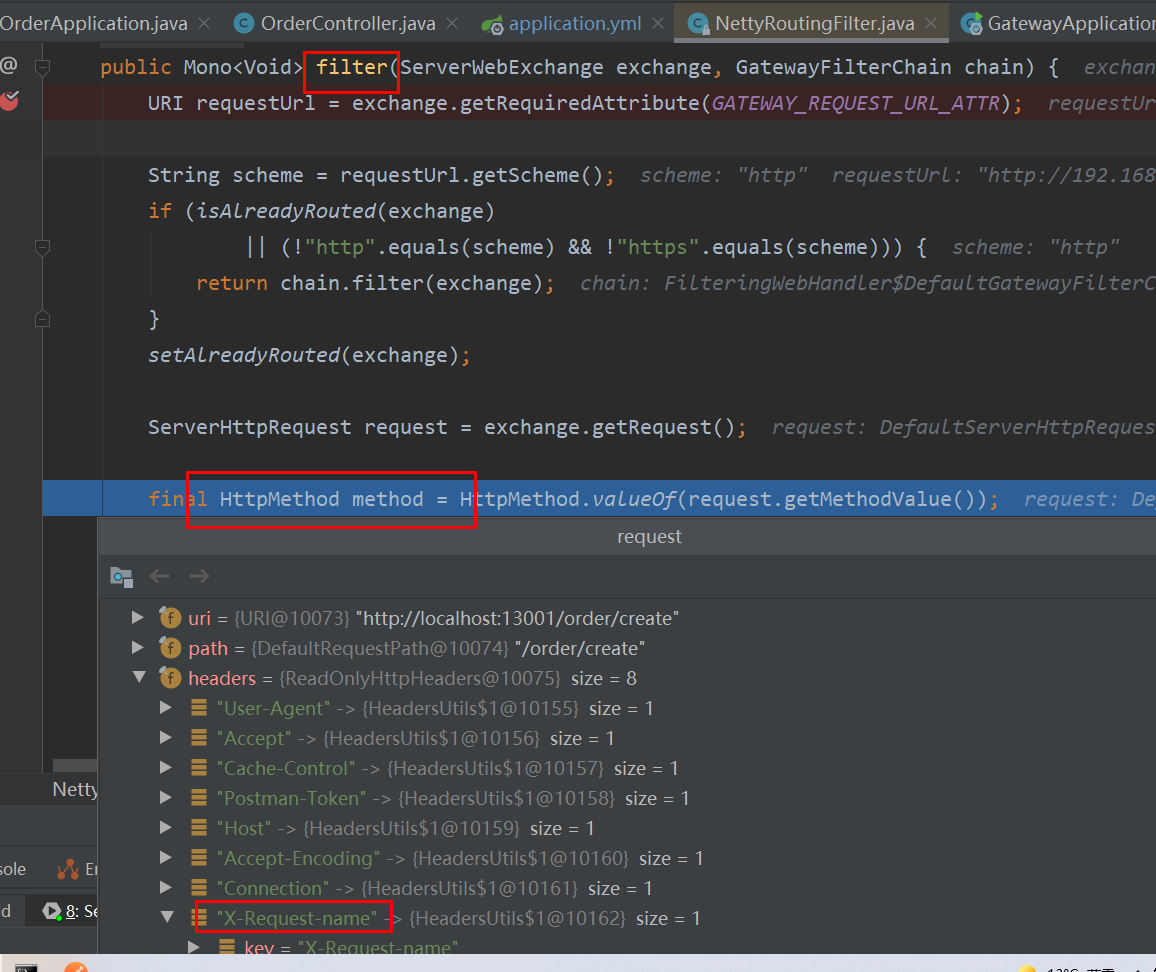 OrderApplication.java × OrderController.java × application.yml × NettyRoutingFilter.java × GatewayApplication
@ public Mono<Void> filter(ServerWebExchange exchange, GatewayFilterChain chain) { exchan
URI requestUrl = exchange.getRequiredAttribute(GATEWAY_REQUEST_URL_ATTR); requestUr
String scheme = requestUrl.getScheme(); scheme: "http" requestUrl: "http://192.168
if (isAlreadyRouted(exchange)
|| (!"http".equals(scheme) && !"https".equals(scheme))) { scheme: "http"
return chain.filter(exchange); chain: FilteringWebHandler$DefaultGatewayFilterC
}
setAlreadyRouted(exchange);
ServerHttpRequest request = exchange.getRequest(); request: DefaultServerHttpReques
final HttpMethod method = HttpMethod.valueOf(request.getMethodValue()); request: De
request
uri = {URI@10073} "http://localhost:13001/order/create"
path = {DefaultRequestPath@10074} "/order/create"
headers = {ReadOnlyHttpHeaders@10075} size = 8
"User-Agent" -> {HeadersUtils$1@10155} size = 1
"Accept" -> {HeadersUtils$1@10156} size = 1
"Cache-Control" -> {HeadersUtils$1@10157} size = 1
Netty
"Postman-Token" -> {HeadersUtils$1@10158} size = 1
"Host" -> {HeadersUtils$1@10159} size = 1
"Accept-Encoding" -> {HeadersUtils$1@10160} size = 1
sole
"Connection" -> {HeadersUtils$1@10161} size = 1
8: Se
"X-Request-name" -> {HeadersUtils$1@10162} size = 1
key = "X-Request-name"